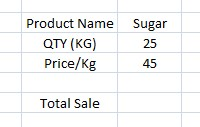 Product Name Sugar
QTY (KG) 25
Price/Kg 45
Total Sale